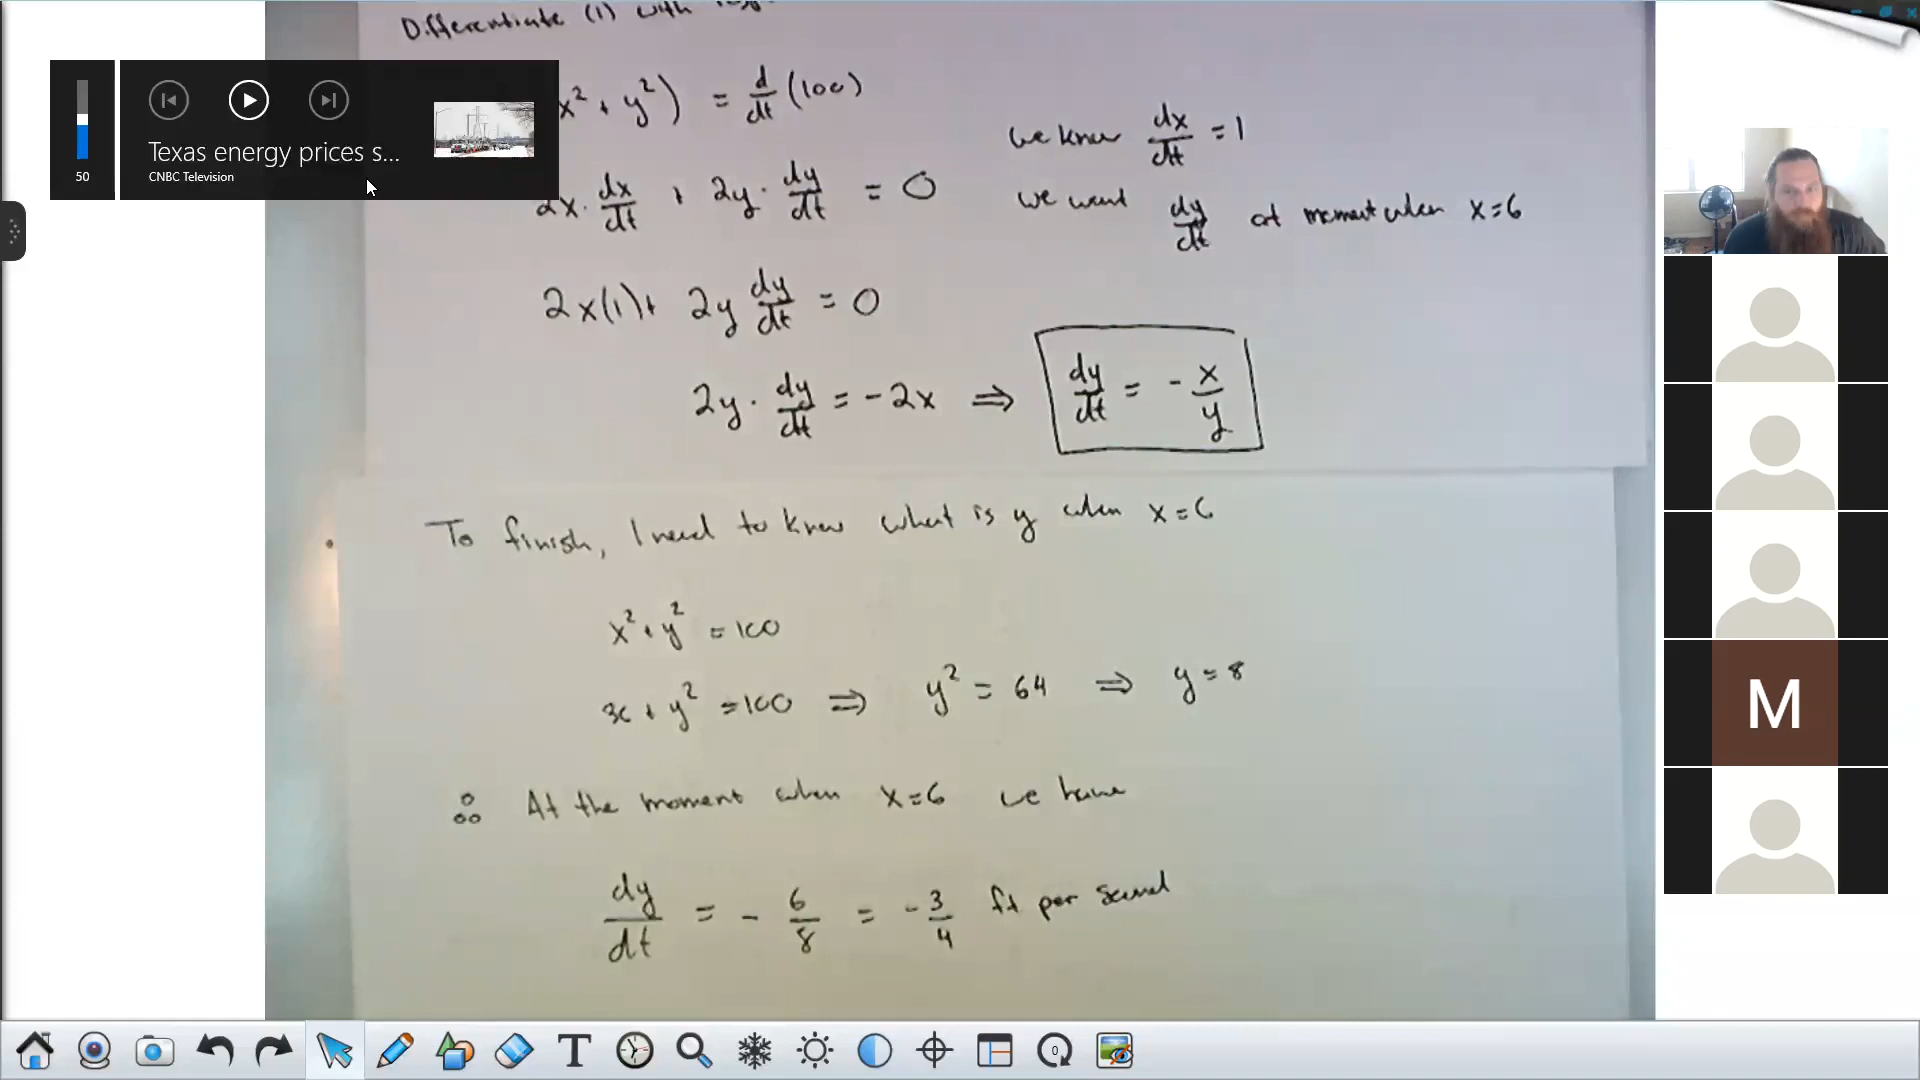 Differentiate (1) with
x² + y²) = d/dt (100)
2x · dx/dt + 2y · dy/dt = 0
2x(1) + 2y dy/dt = 0
2y · dy/dt = -2x ⇒ dy/dt = - x/y
we know dx/dt = 1
we want dy/dt at moment when x=6
To finish, I need to know what is y when x=6
x² + y² = 100
36 + y² = 100 ⇒ y² = 64 ⇒ y = 8
∴ At the moment when x=6 we have
dy/dt = - 6/8 = - 3/4 ft per second
50
Texas energy prices s...
CNBC Television
M
T
0